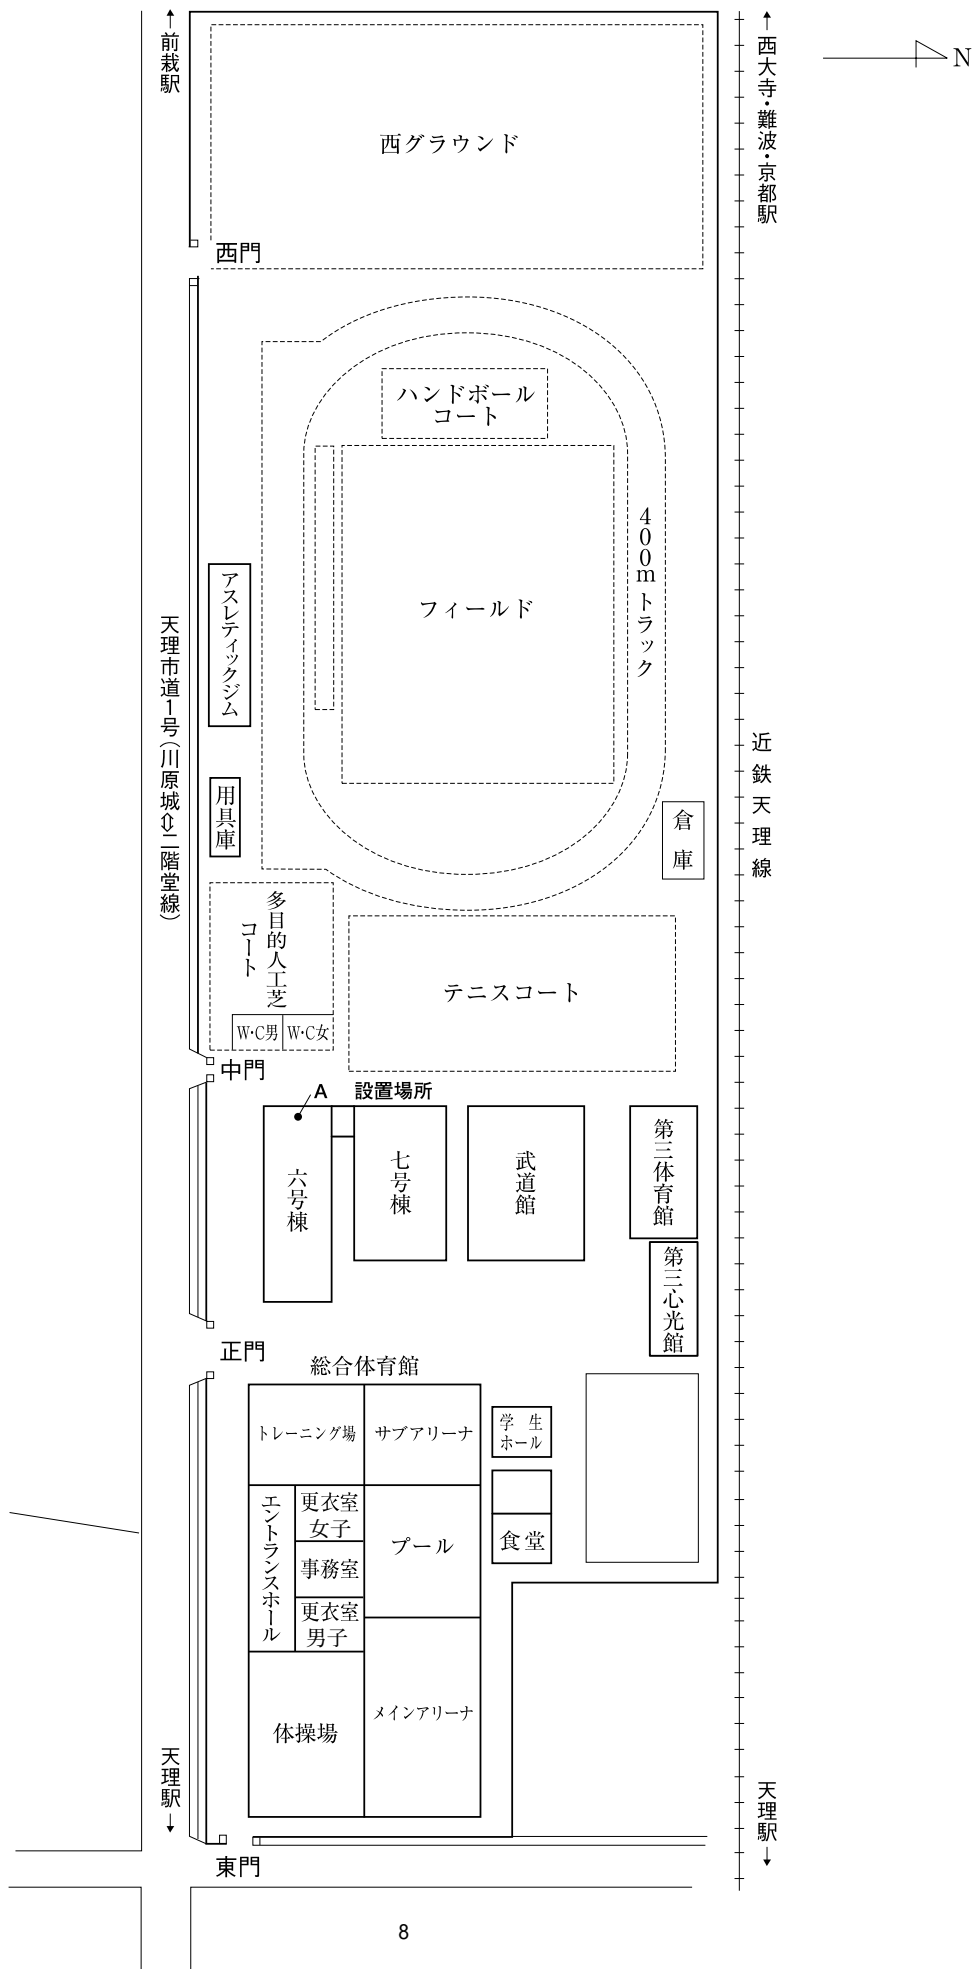 ↑前栽駅
↑西大寺・難波・京都駅
N
西グラウンド
西門
ハンドボール
コート
400mトラック
フィールド
アスレティックジム
天理市道1号(川原城⇔二階堂線)
近鉄天理線
用具庫
倉庫
多目的人工芝
コート
テニスコート
W・C男
W・C女
中門
A 設置場所
六号棟
七号棟
武道館
第三体育館
第三心光館
正門
総合体育館
トレーニング場
サブアリーナ
学 生
ホール
エントランスホール
更衣室
女子
プール
食堂
事務室
更衣室
男子
体操場
メインアリーナ
天理駅↓
天理駅↓
東門
8